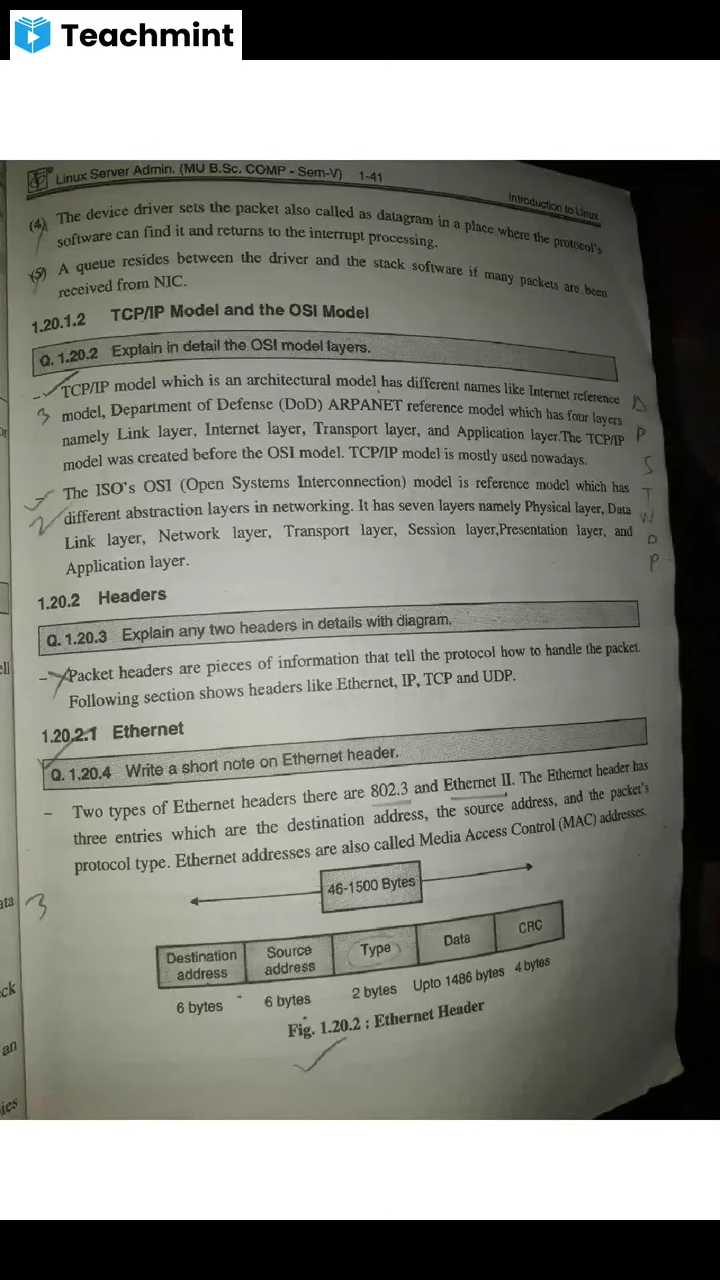 Teachmint
Linux Server Admin. (MU B.Sc. COMP - Sem-V) 1-41
Introduction to Linux
(4) The device driver sets the packet also called as datagram in a place where the protocol's
software can find it and returns to the interrupt processing.
(5) A queue resides between the driver and the stack software if many packets are been
received from NIC.
1.20.1.2 TCP/IP Model and the OSI Model
Q. 1.20.2 Explain in detail the OSI model layers.
- TCP/IP model which is an architectural model has different names like Internet reference
3 model, Department of Defense (DoD) ARPANET reference model which has four layers
namely Link layer, Internet layer, Transport layer, and Application layer.The TCP/IP
model was created before the OSI model. TCP/IP model is mostly used nowadays.
- The ISO's OSI (Open Systems Interconnection) model is reference model which has
2 different abstraction layers in networking. It has seven layers namely Physical layer, Data
Link layer, Network layer, Transport layer, Session layer,Presentation layer, and
Application layer.
A
P
S
T
N
D
P
1.20.2 Headers
Q. 1.20.3 Explain any two headers in details with diagram.
- Packet headers are pieces of information that tell the protocol how to handle the packet.
Following section shows headers like Ethernet, IP, TCP and UDP.
ell
1.20.2.1 Ethernet
Q. 1.20.4 Write a short note on Ethernet header.
- Two types of Ethernet headers there are 802.3 and Ethernet II. The Ethernet header has
three entries which are the destination address, the source address, and the packet's
protocol type. Ethernet addresses are also called Media Access Control (MAC) addresses.
46-1500 Bytes
ata 3
Destination address Source address Type Data CRC
6 bytes 6 bytes 2 bytes Upto 1486 bytes 4 bytes
ck
Fig. 1.20.2 : Ethernet Header
an
ies